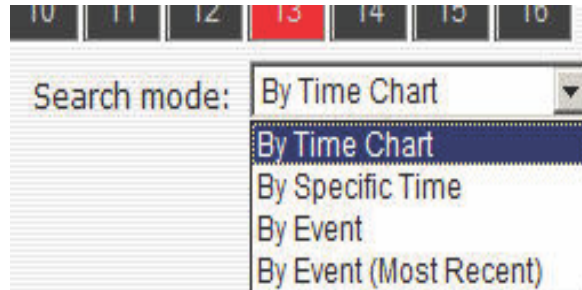 10 11 12 13 14 15 16
Search mode: By Time Chart
By Time Chart
By Specific Time
By Event
By Event (Most Recent)